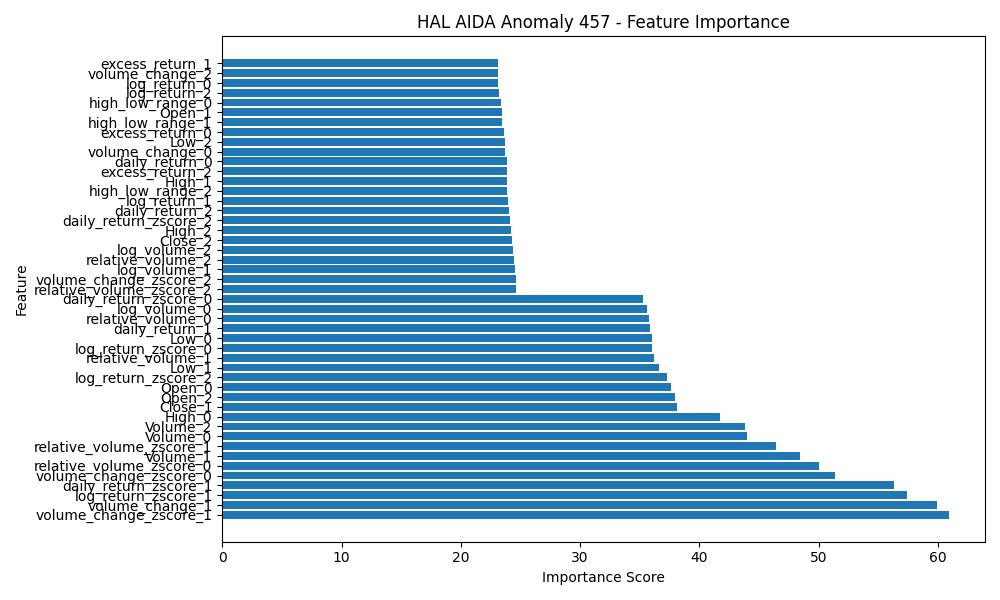 HAL AIDA Anomaly 457 - Feature Importance
Feature
excess_return_1
volume_change_2
log_return_0
log_return_2
high_low_range_0
Open_1
high_low_range_1
excess_return_0
Low_2
volume_change_0
daily_return_0
excess_return_2
High_1
high_low_range_2
log_return_1
daily_return_2
daily_return_zscore_2
High_2
Close_2
log_volume_2
relative_volume_2
log_volume_1
volume_change_zscore_2
relative_volume_zscore_2
daily_return_zscore_0
log_volume_0
relative_volume_0
daily_return_1
Low_0
log_return_zscore_0
relative_volume_1
Low_1
log_return_zscore_2
Open_0
Open_2
Close_1
High_0
Volume_2
Volume_0
relative_volume_zscore_1
Volume_1
relative_volume_zscore_0
volume_change_zscore_0
daily_return_zscore_1
log_return_zscore_1
volume_change_1
volume_change_zscore_1
0 10 20 30 40 50 60
Importance Score